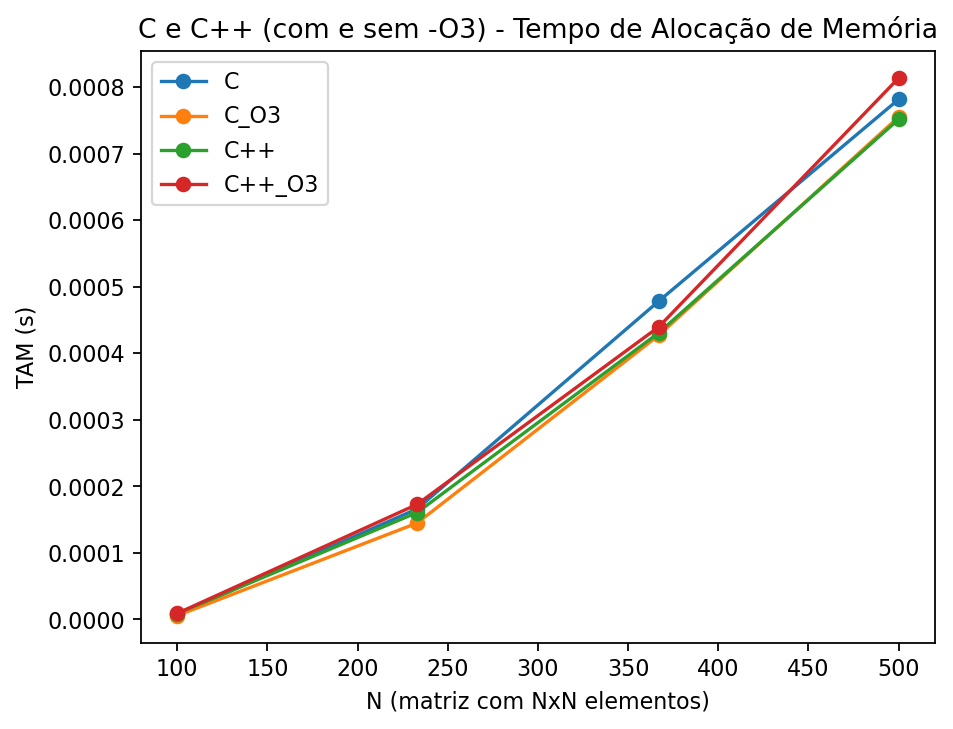 C e C++ (com e sem -O3) - Tempo de Alocação de Memória
C
C_O3
C++
C++_O3
TAM (s)
0.0008
0.0007
0.0006
0.0005
0.0004
0.0003
0.0002
0.0001
0.0000
100 150 200 250 300 350 400 450 500
N (matriz com NxN elementos)